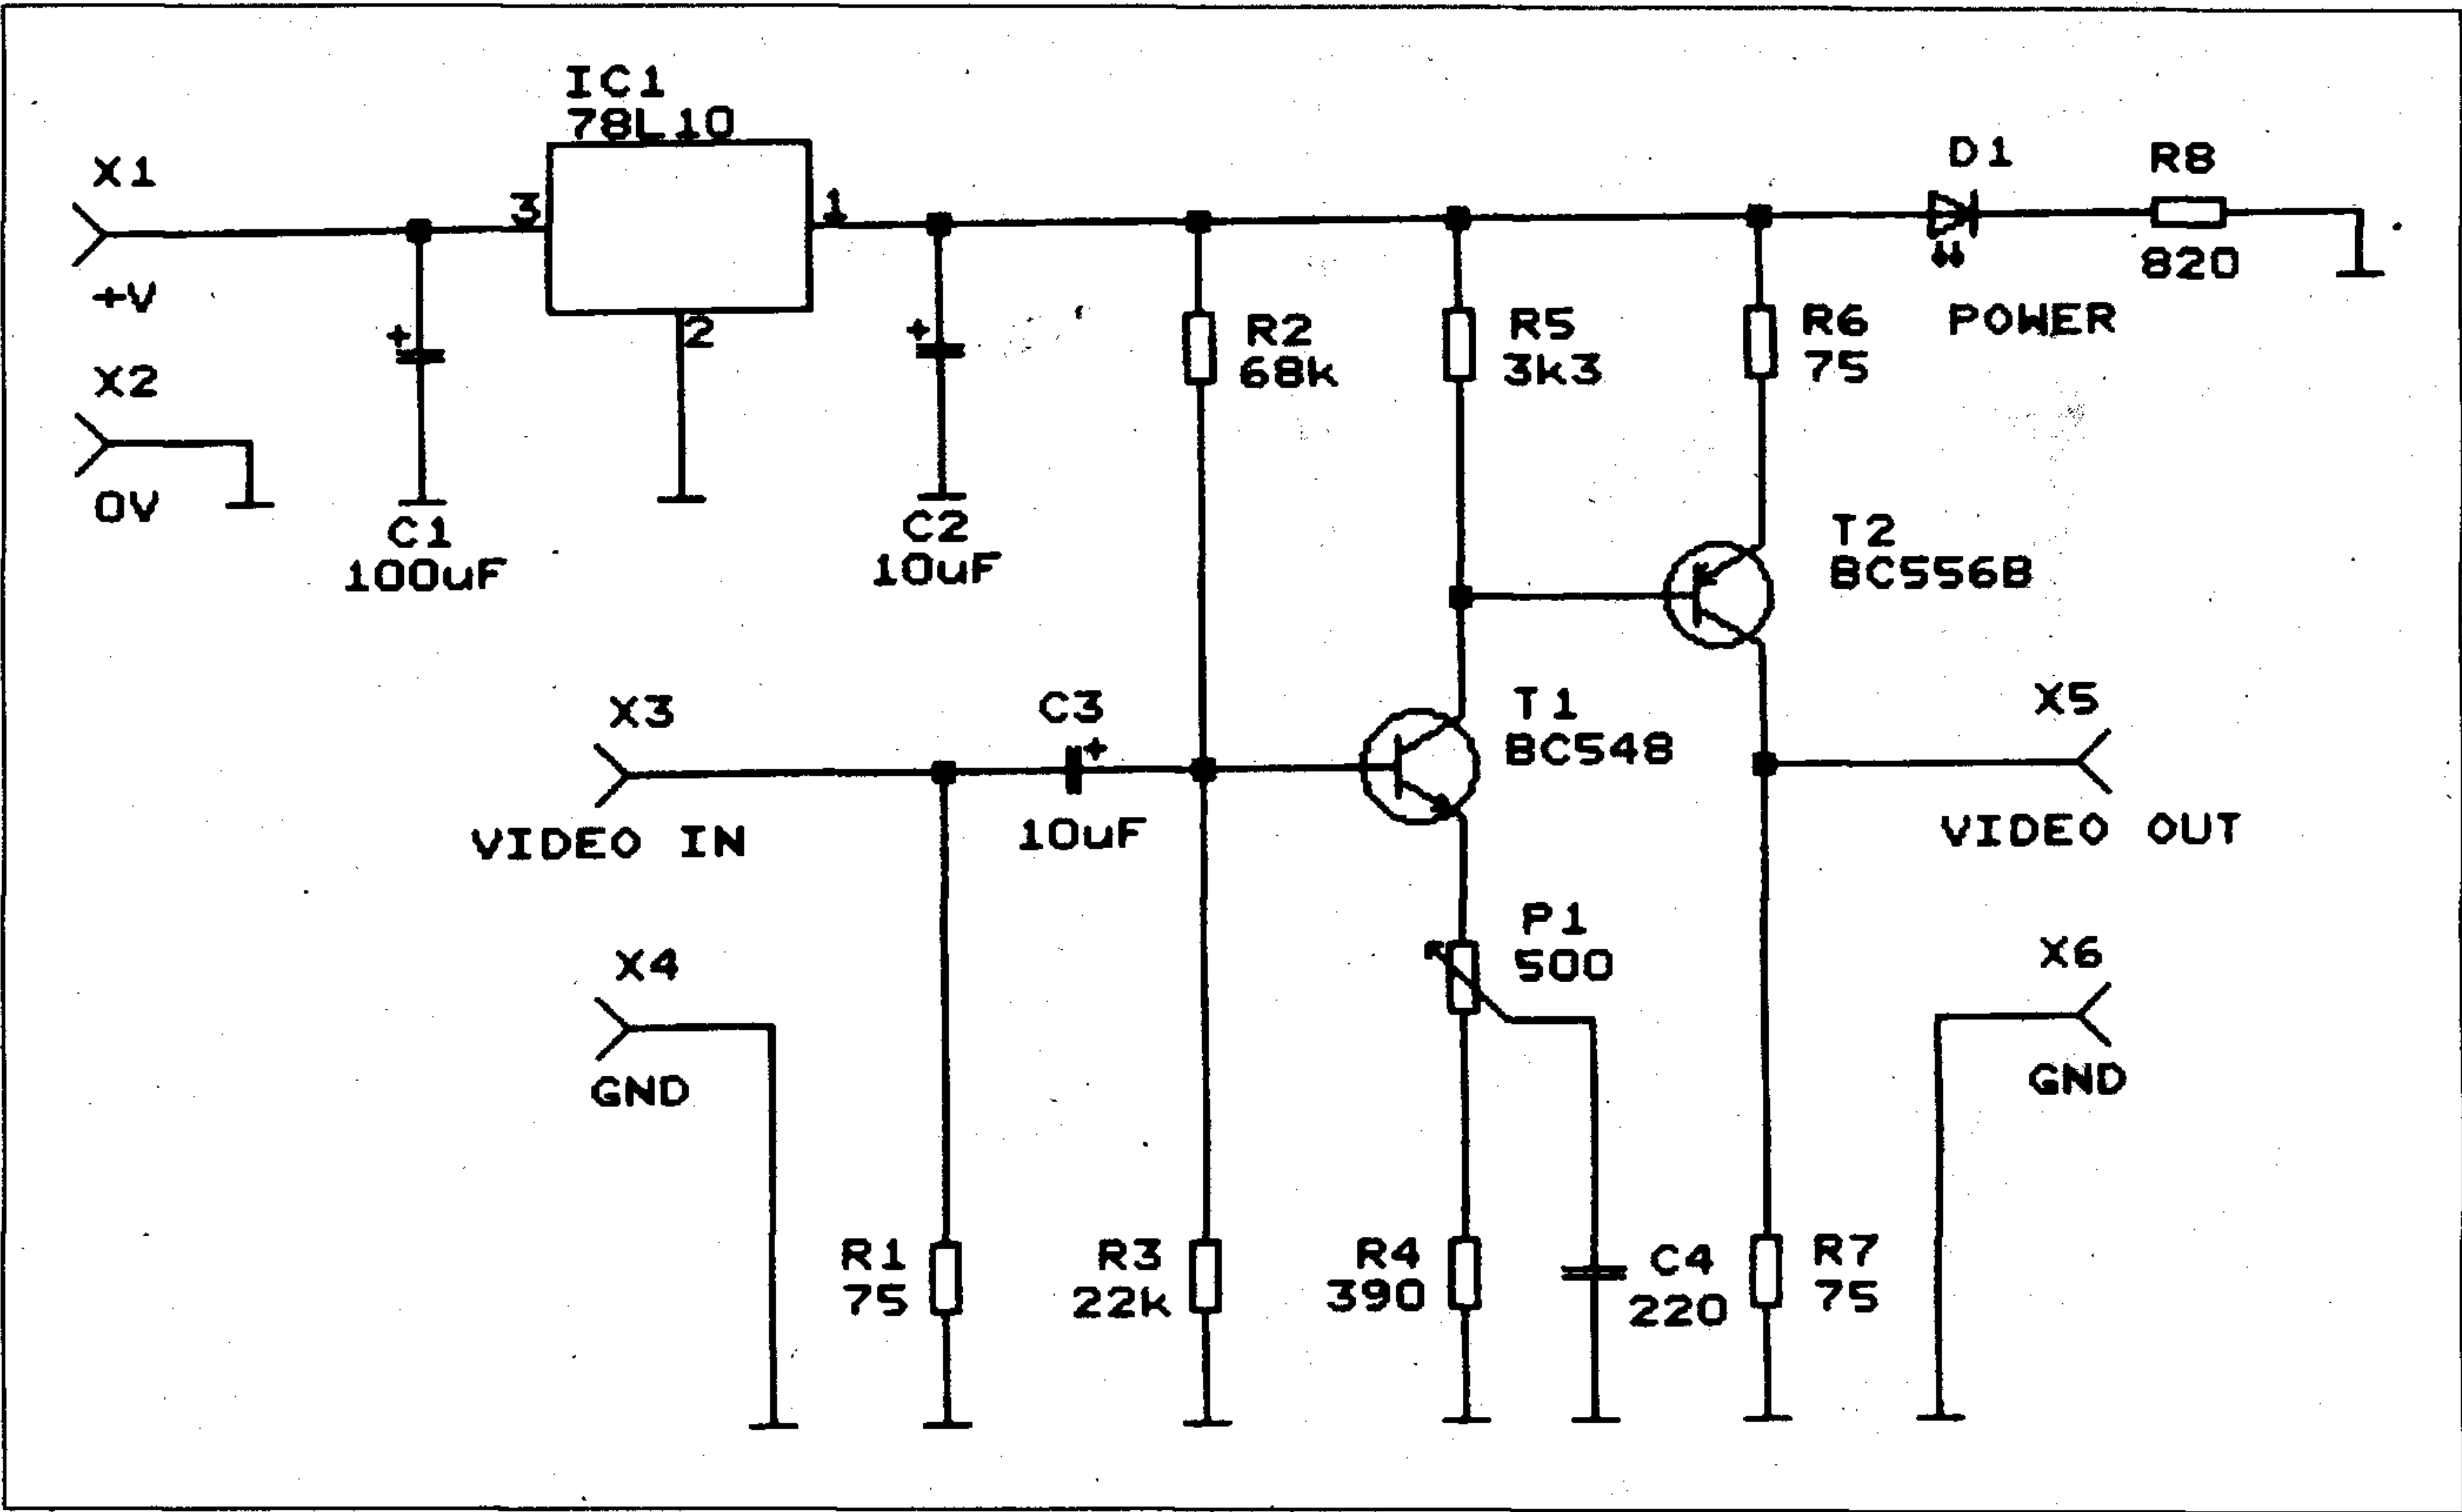 IC1
78L10
X1
3
1
+V
2
X2
0V
+
C1
100uF
+
C2
10uF
R2
68k
R5
3k3
R6
75
D1
POWER
R8
820
T2
BC556B
X3
VIDEO IN
C3
+
10uF
T1
BC548
X5
VIDEO OUT
X4
GND
P1
500
X6
GND
R1
75
R3
22k
R4
390
C4
220
R7
75